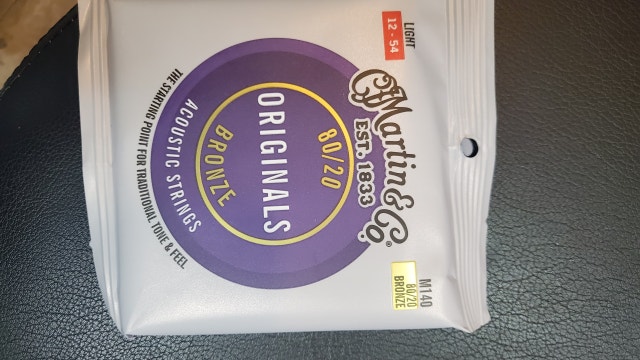 LIGHT
12 - 54
C.F. Martin & Co.®
EST. 1833
80/20
ORIGINALS
BRONZE
ACOUSTIC STRINGS
THE STARTING POINT FOR TRADITIONAL TONE & FEEL
M140
80/20
BRONZE